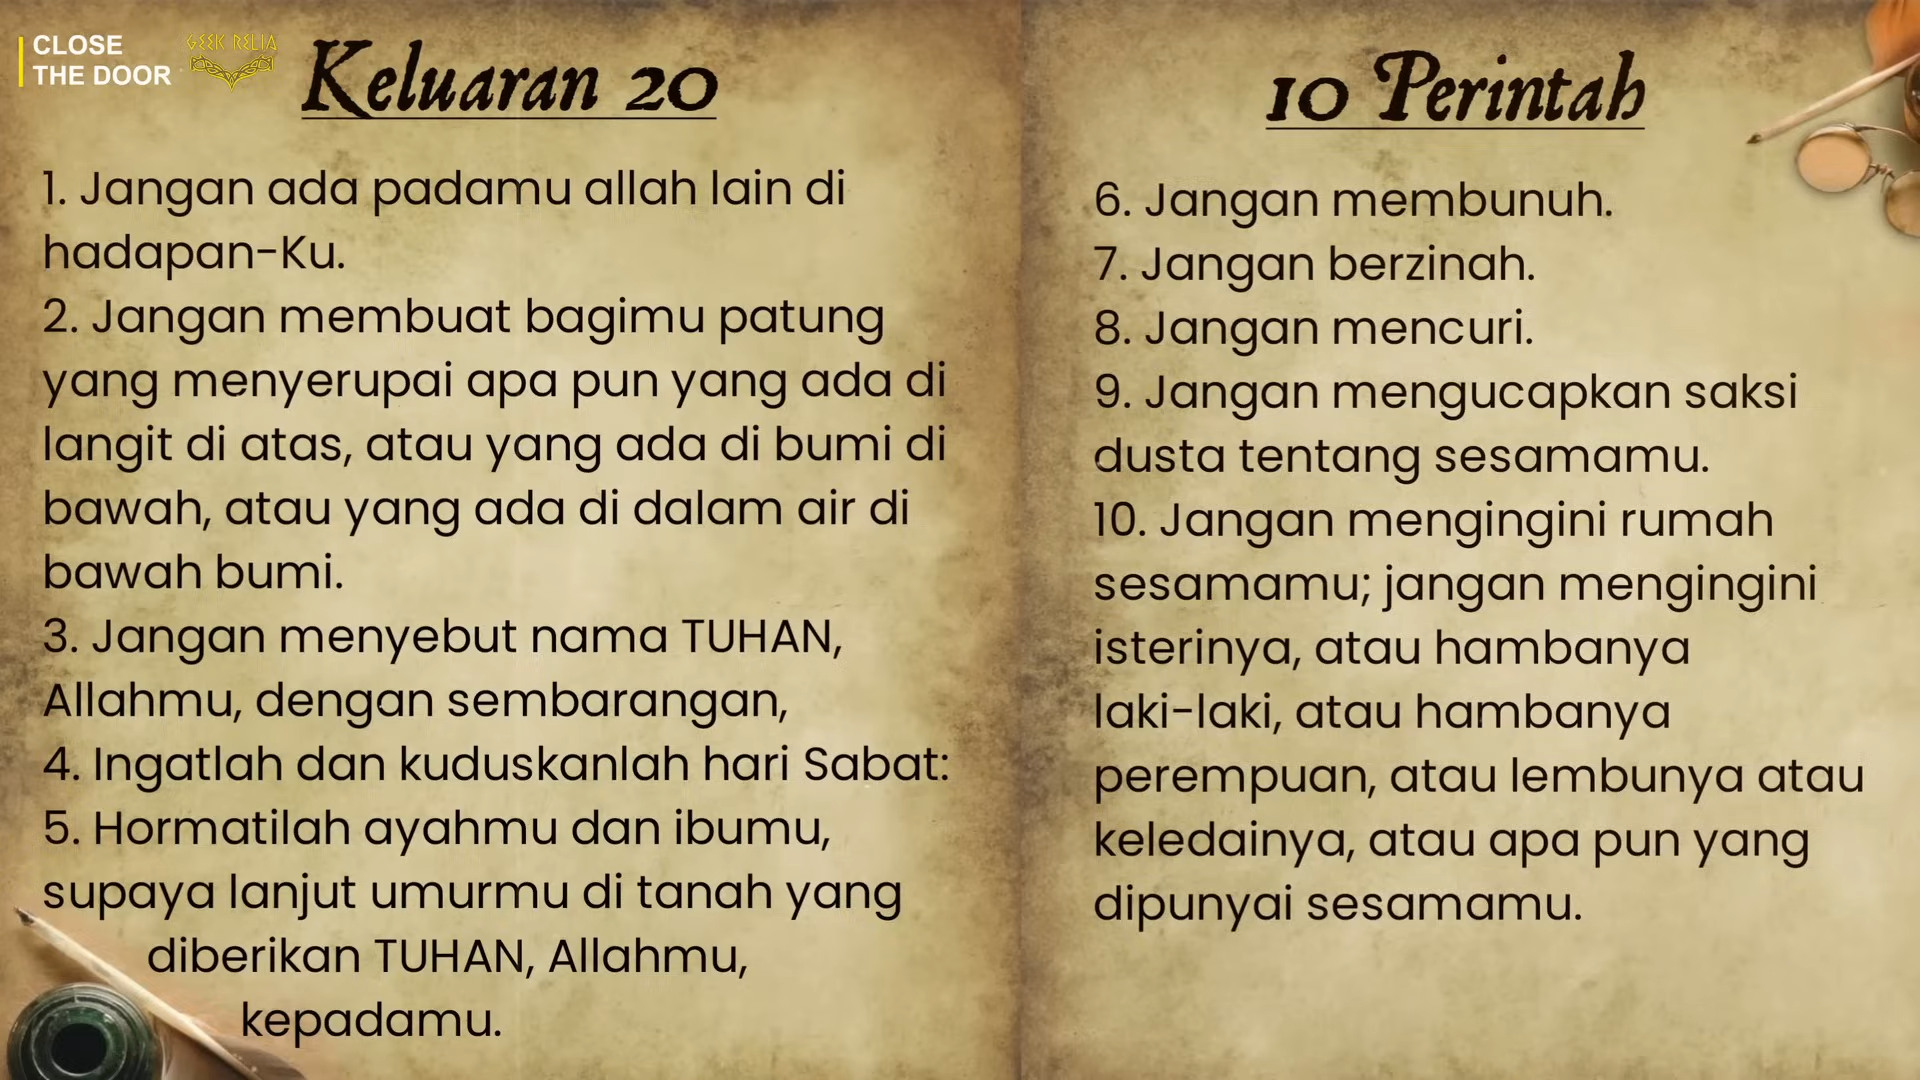 CLOSE
THE DOOR
GEEK RELIA
Keluaran 20
1. Jangan ada padamu allah lain di
hadapan-Ku.
2. Jangan membuat bagimu patung
yang menyerupai apa pun yang ada di
langit di atas, atau yang ada di bumi di
bawah, atau yang ada di dalam air di
bawah bumi.
3. Jangan menyebut nama TUHAN,
Allahmu, dengan sembarangan,
4. Ingatlah dan kuduskanlah hari Sabat:
5. Hormatilah ayahmu dan ibumu,
supaya lanjut umurmu di tanah yang
diberikan TUHAN, Allahmu,
kepadamu.
10 Perintah
6. Jangan membunuh.
7. Jangan berzinah.
8. Jangan mencuri.
9. Jangan mengucapkan saksi
dusta tentang sesamamu.
10. Jangan mengingini rumah
sesamamu; jangan mengingini
isterinya, atau hambanya
laki-laki, atau hambanya
perempuan, atau lembunya atau
keledainya, atau apa pun yang
dipunyai sesamamu.